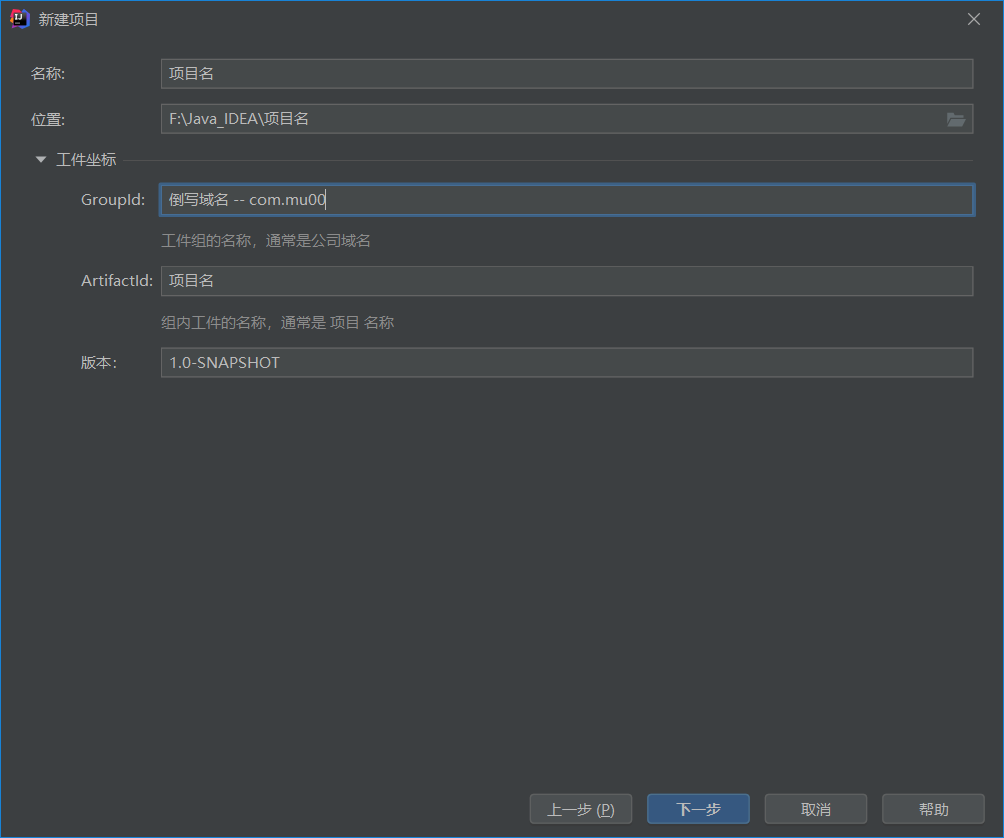 新建项目
名称: 项目名
位置: F:\Java_IDEA\项目名
工件坐标
GroupId: 倒写域名 -- com.mu00
工件组的名称，通常是公司域名
ArtifactId: 项目名
组内工件的名称，通常是 项目 名称
版本： 1.0-SNAPSHOT
上一步 (P) 下一步 取消 帮助